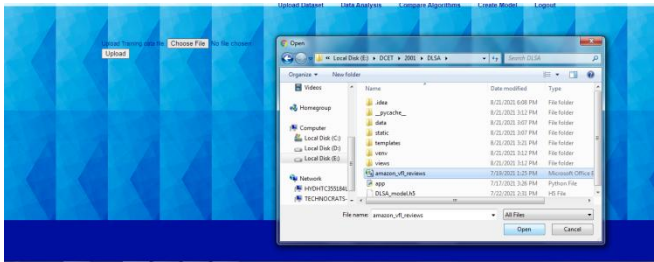 Upload Dataset Data Analysis Compare Algorithms Create Model Logout
Upload Training data file: Choose File No file chosen
Upload
Open
« Local Disk (E:) ▸ DCET ▸ 2001 ▸ DLSA ▸
Search DLSA
Organize New folder
Name Date modified Type
Videos
Homegroup
Computer
Local Disk (C:)
Local Disk (D:)
Local Disk (E:)
Network
HYDHTC355184L
TECHNOCRATS-
.idea 8/21/2021 6:08 PM File folder
__pycache__ 8/21/2021 3:12 PM File folder
data 8/21/2021 3:07 PM File folder
static 8/21/2021 3:07 PM File folder
templates 8/21/2021 3:21 PM File folder
venv 8/21/2021 3:12 PM File folder
views 8/21/2021 3:12 PM File folder
amazon_vfl_reviews 7/19/2021 1:23 PM Microsoft Office E
app 7/17/2021 3:26 PM Python File
DLSA_model.h5 7/22/2021 2:31 PM H5 File
File name: amazon_vfl_reviews All Files
Open Cancel